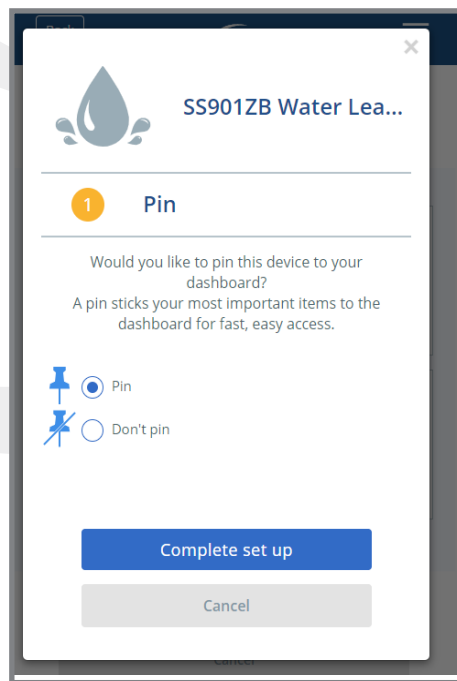 SS901ZB Water Lea...
1 Pin
Would you like to pin this device to your
dashboard?
A pin sticks your most important items to the
dashboard for fast, easy access.
Pin
Don't pin
Complete set up
Cancel
Cancel